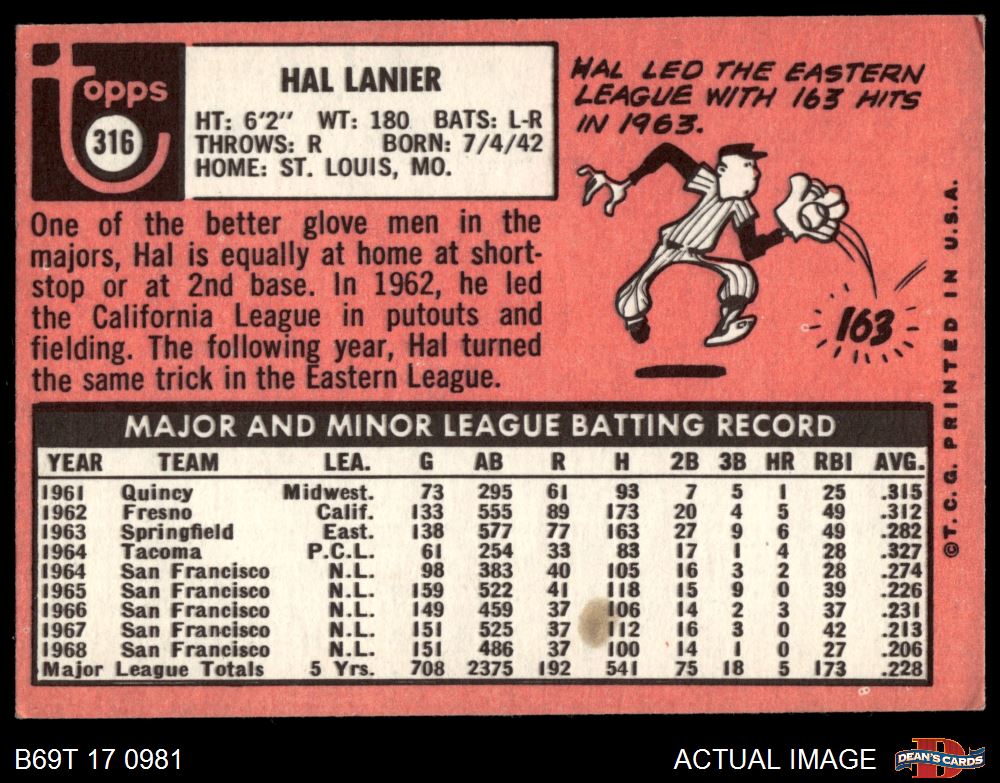 Topps
316
HAL LANIER
HT: 6'2" WT: 180 BATS: L-R
THROWS: R BORN: 7/4/42
HOME: ST. LOUIS, MO.
HAL LED THE EASTERN
LEAGUE WITH 163 HITS
IN 1963.
163
One of the better glove men in the
majors, Hal is equally at home at short-
stop or at 2nd base. In 1962, he led
the California League in putouts and
fielding. The following year, Hal turned
the same trick in the Eastern League.
MAJOR AND MINOR LEAGUE BATTING RECORD
YEAR TEAM LEA. G AB R H 2B 3B HR RBI AVG.
1961 Quincy Midwest. 73 295 61 93 7 5 1 25 .315
1962 Fresno Calif. 133 555 89 173 20 4 5 49 .312
1963 Springfield East. 138 577 77 163 27 9 6 49 .282
1964 Tacoma P.C.L. 61 254 33 83 17 1 4 28 .327
1964 San Francisco N.L. 98 383 40 105 16 3 2 28 .274
1965 San Francisco N.L. 159 522 41 118 15 9 0 39 .226
1966 San Francisco N.L. 149 459 37 106 14 2 3 37 .231
1967 San Francisco N.L. 151 525 37 112 16 3 0 42 .213
1968 San Francisco N.L. 151 486 37 100 14 1 0 27 .206
Major League Totals 5 Yrs. 708 2375 192 541 75 18 5 173 .228
©T. C. G. PRINTED IN U.S.A.
B69T 17 0981
ACTUAL IMAGE
D
DEAN'S CARDS